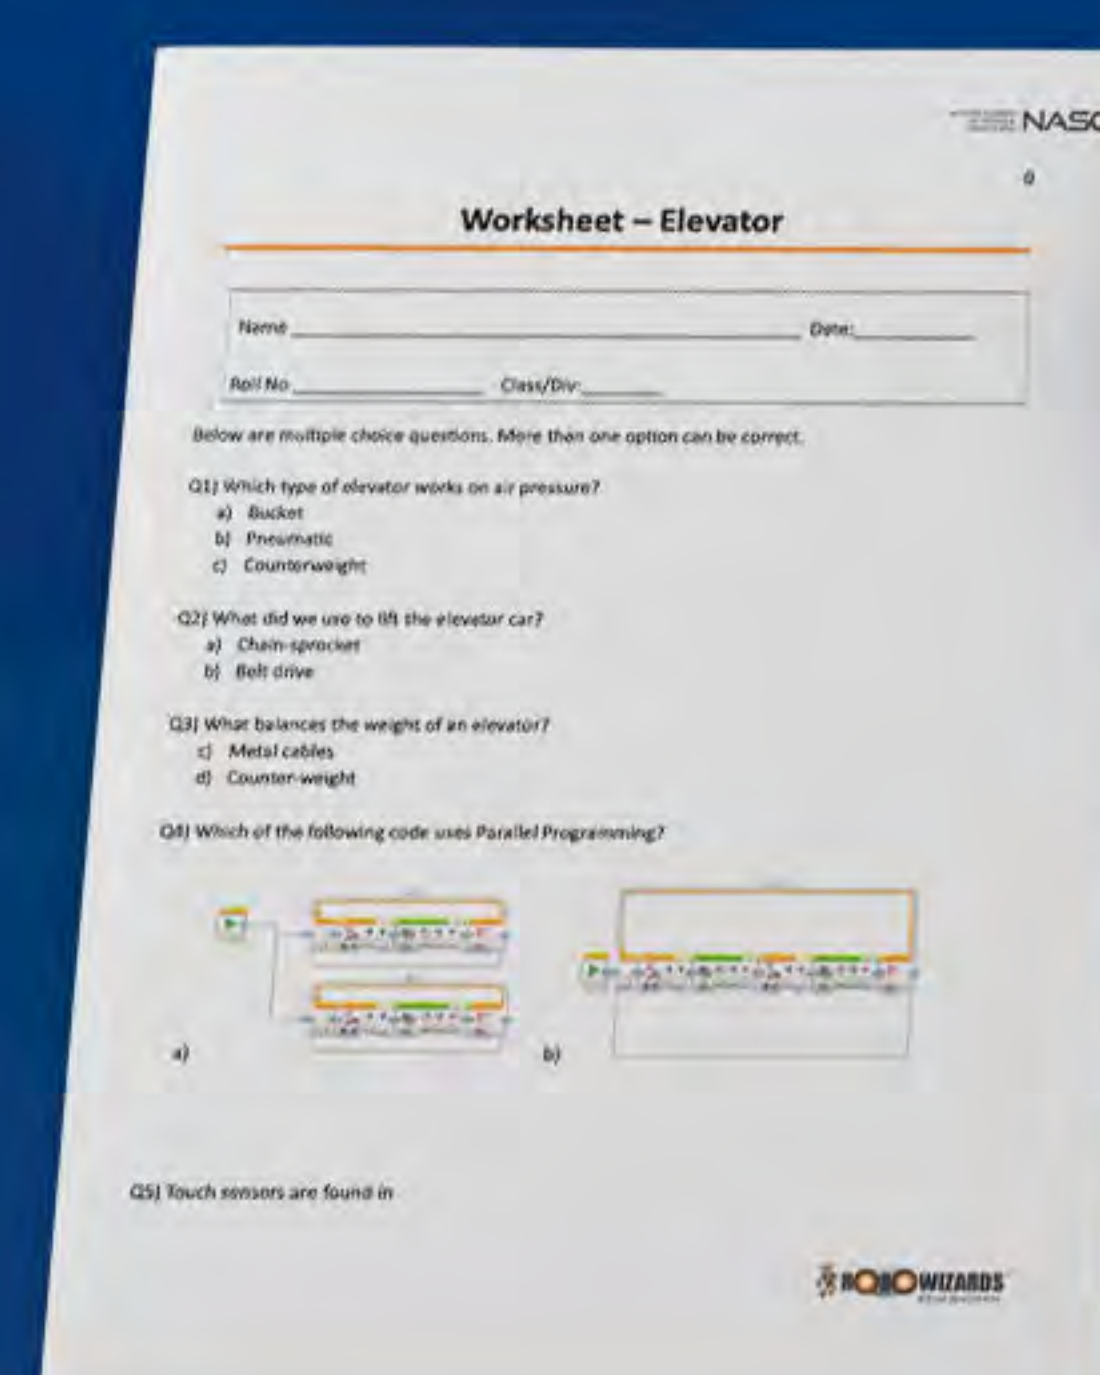 NASC
Worksheet – Elevator
Name Date:
Roll No Class/Div:
Below are multiple choice questions. More than one option can be correct.
Q1) Which type of elevator works on air pressure?
a) Bucket
b) Pneumatic
c) Counterweight
Q2) What did we use to lift the elevator car?
a) Chain-sprocket
b) Belt drive
Q3) What balances the weight of an elevator?
c) Metal cables
d) Counter-weight
Q4) Which of the following code uses Parallel Programming?
a) b)
Q5) Touch sensors are found in
ROBOWIZARDS